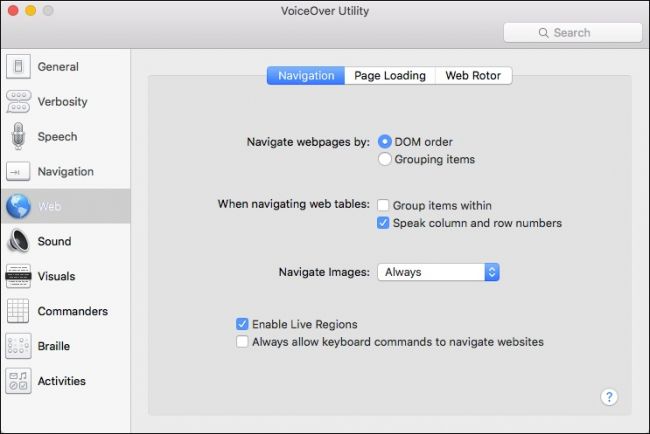 VoiceOver Utility
Search
General
Verbosity
Speech
Navigation
Web
Sound
Visuals
Commanders
Braille
Activities
Navigation Page Loading Web Rotor
Navigate webpages by: DOM order
Grouping items
When navigating web tables: Group items within
Speak column and row numbers
Navigate Images: Always
Enable Live Regions
Always allow keyboard commands to navigate websites
?